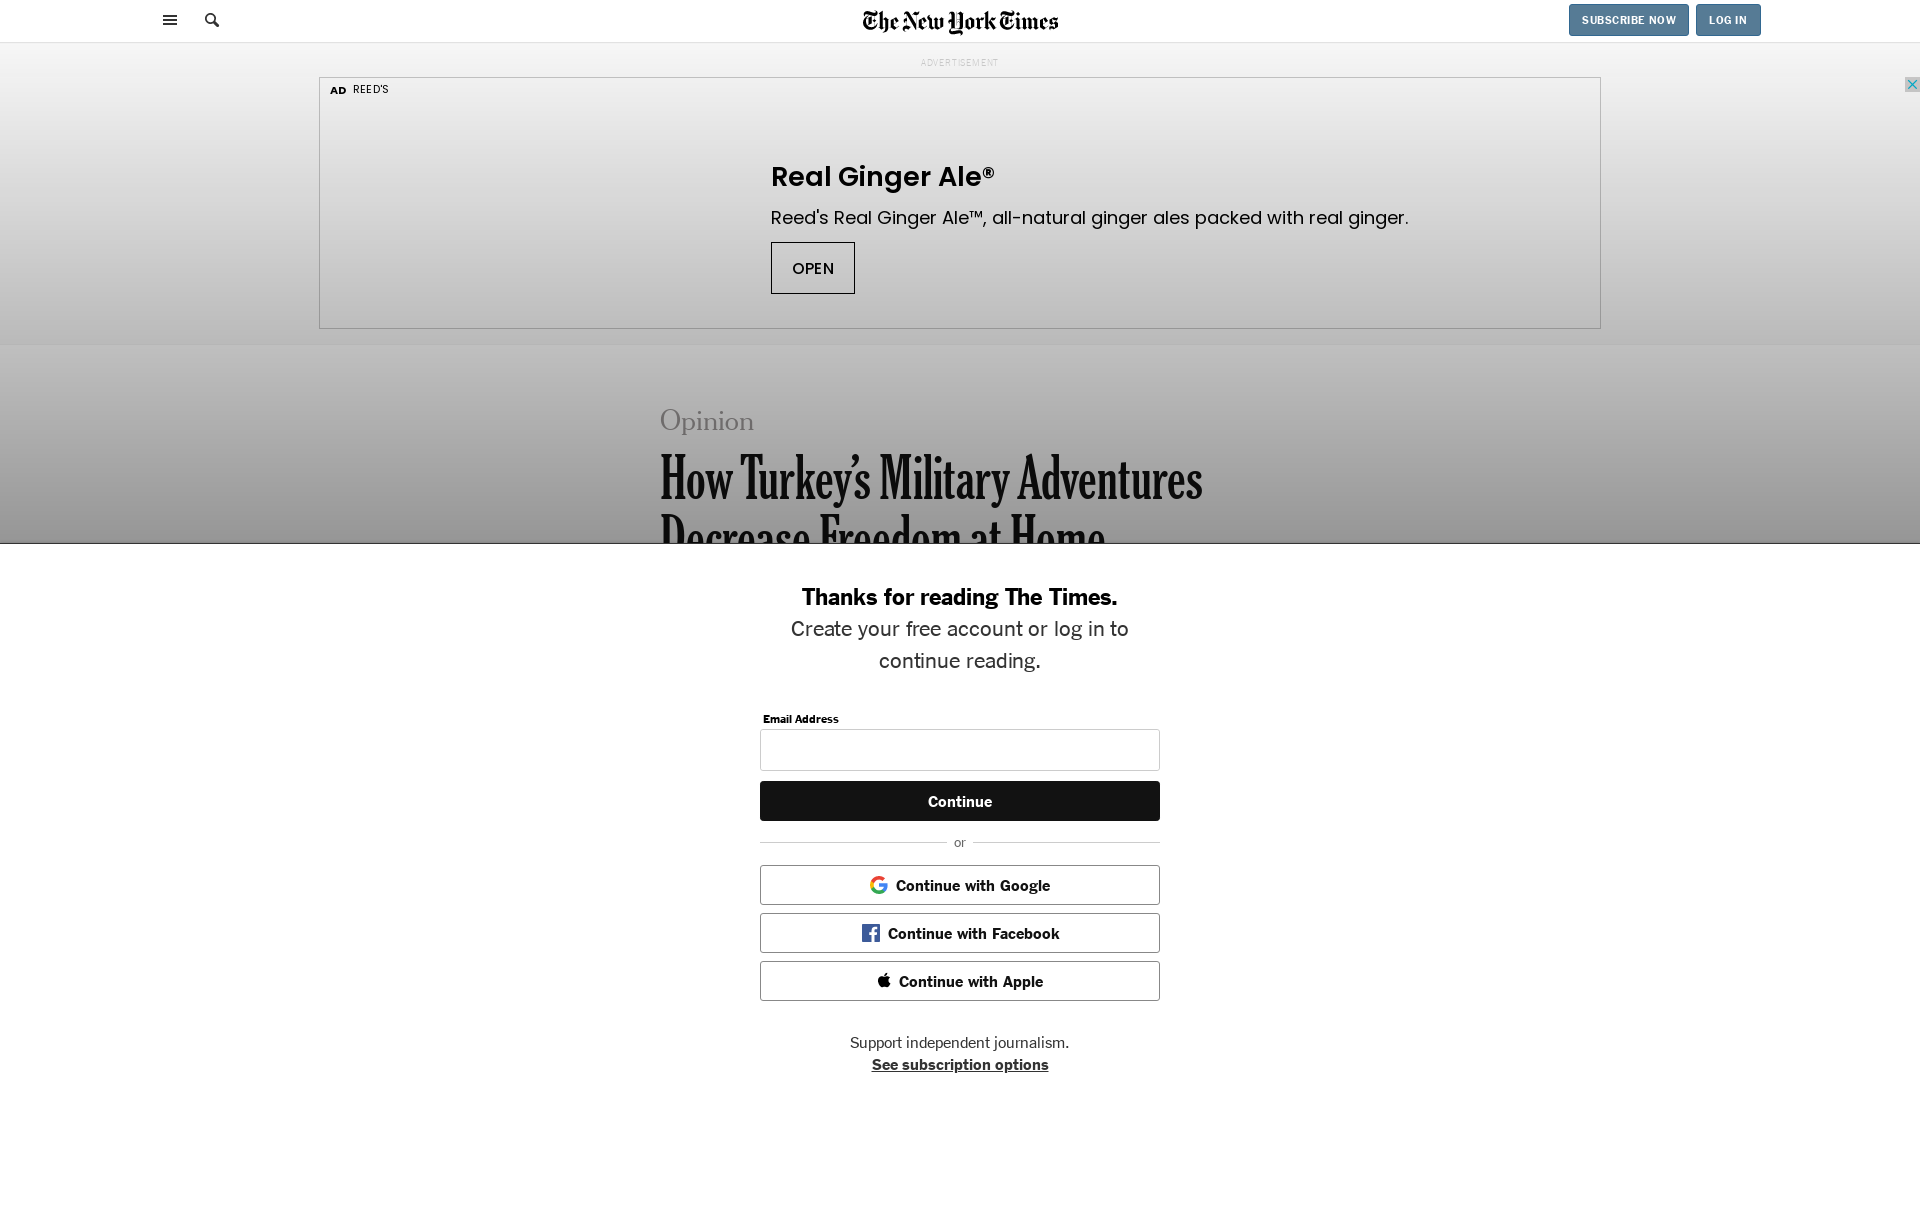 The New York Times
SUBSCRIBE NOW
LOG IN
ADVERTISEMENT
AD REED'S
Real Ginger Ale®
Reed's Real Ginger Ale™, all-natural ginger ales packed with real ginger.
OPEN
Opinion
How Turkey’s Military Adventures
Decrease Freedom at Home
Thanks for reading The Times.
Create your free account or log in to
continue reading.
Email Address
Continue
or
Continue with Google
Continue with Facebook
Continue with Apple
Support independent journalism.
See subscription options